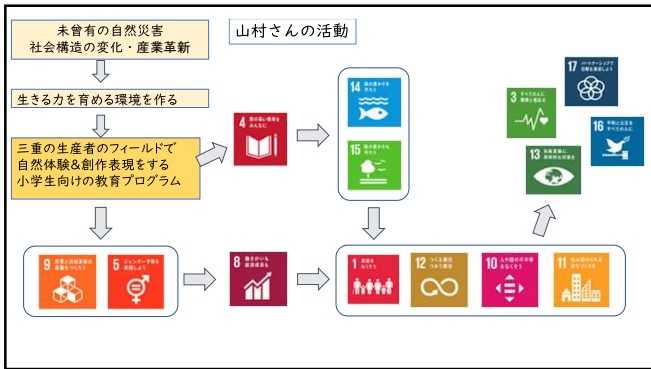 未曾有の自然災害
社会構造の変化・産業革新
山村さんの活動
生きる力を育める環境を作る
三重の生産者のフィールドで
自然体験&創作表現をする
小学生向けの教育プログラム
4 質の高い教育を
みんなに
14 海の豊かさを
守ろう
15 陸の豊かさも
守ろう
3 すべての人に
健康と福祉を
17 パートナーシップで
目標を達成しよう
16 平和と公正を
すべての人に
13 気候変動に
具体的な対策を
9 産業と技術革新の
基盤をつくろう
5 ジェンダー平等を
実現しよう
8 働きがいも
経済成長も
1 貧困を
なくそう
12 つくる責任
つかう責任
10 人や国の不平等
をなくそう
11 住み続けられる
まちづくりを